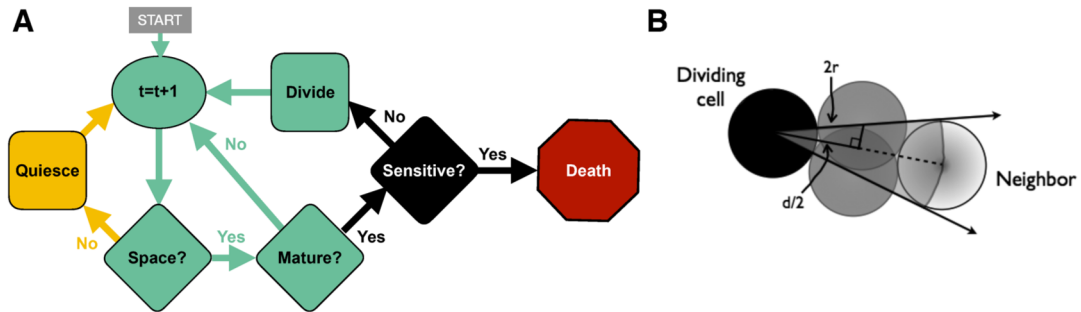 A
START
t=t+1
Divide
No
No
Quiesce
Sensitive?
Yes
Death
No
Space?
Yes
Mature?
Yes
B
Dividing
cell
2r
d/2
Neighbor